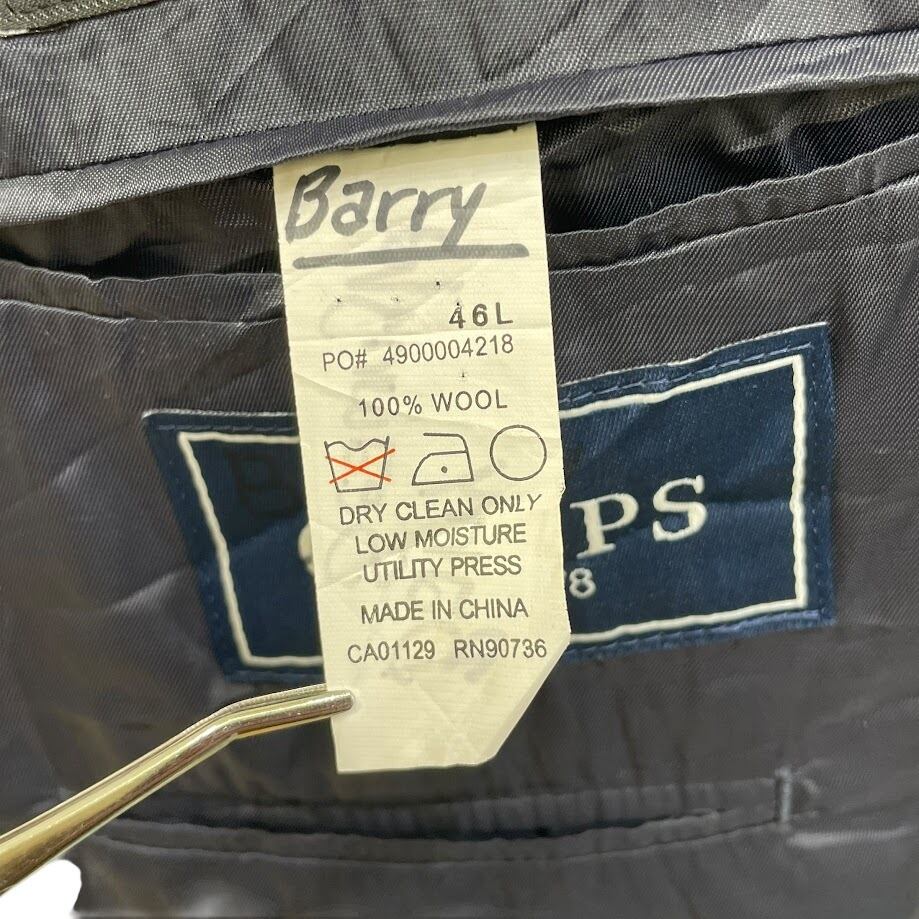 Barry
46L
PO# 4900004218
100% WOOL
DRY CLEAN ONLY
LOW MOISTURE
UTILITY PRESS
MADE IN CHINA
CA01129 RN90736
PS
8